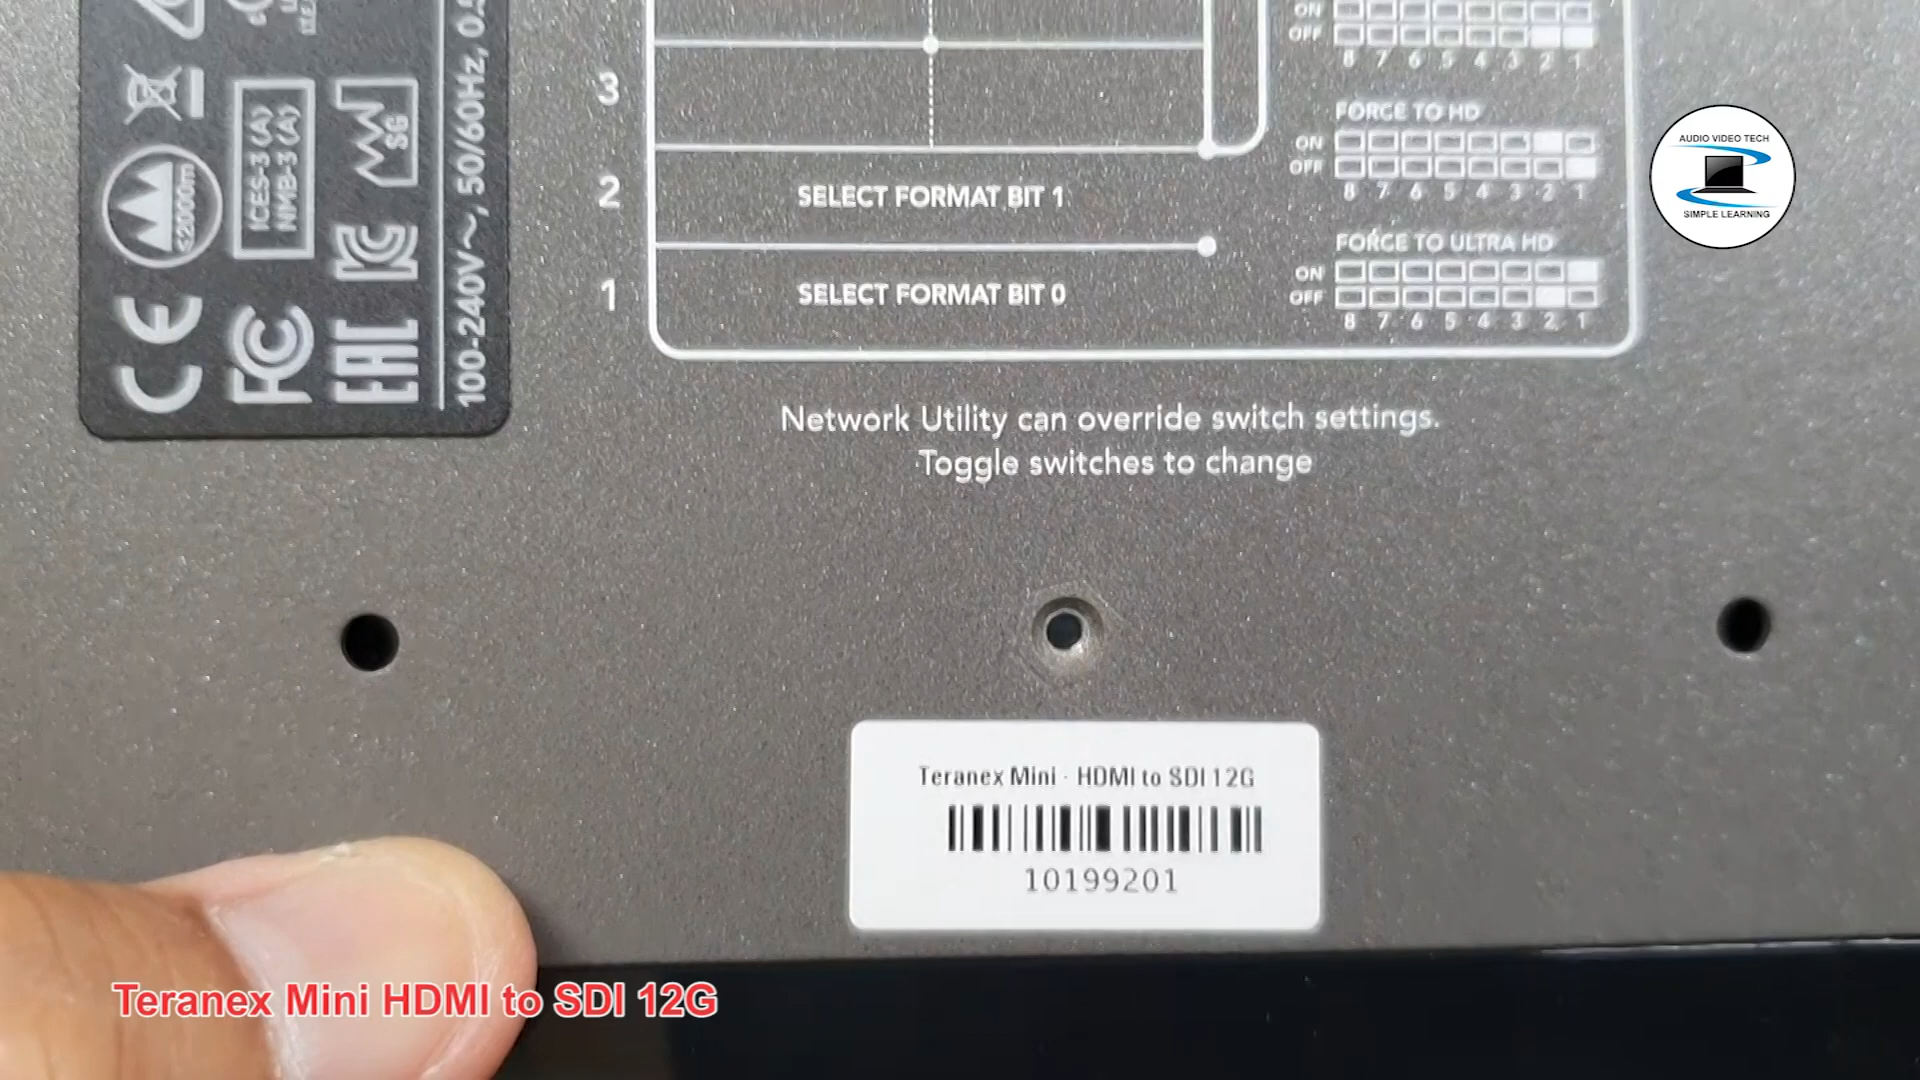 ON
OFF
8 7 6 5 4 3 2 1
3
FORCE TO HD
ON
OFF
8 7 6 5 4 3 2 1
2
SELECT FORMAT BIT 1
FORCE TO ULTRA HD
ON
OFF
8 7 6 5 4 3 2 1
1
SELECT FORMAT BIT 0
≤2000m
ICES-3 (A)
NMB-3 (A)
SG
CE
FC
EAC
100-240V~, 50/60Hz,
Network Utility can override switch settings.
Toggle switches to change
AUDIO VIDEO TECH
SIMPLE LEARNING
Teranex Mini - HDMI to SDI 12G
10199201
Teranex Mini HDMI to SDI 12G